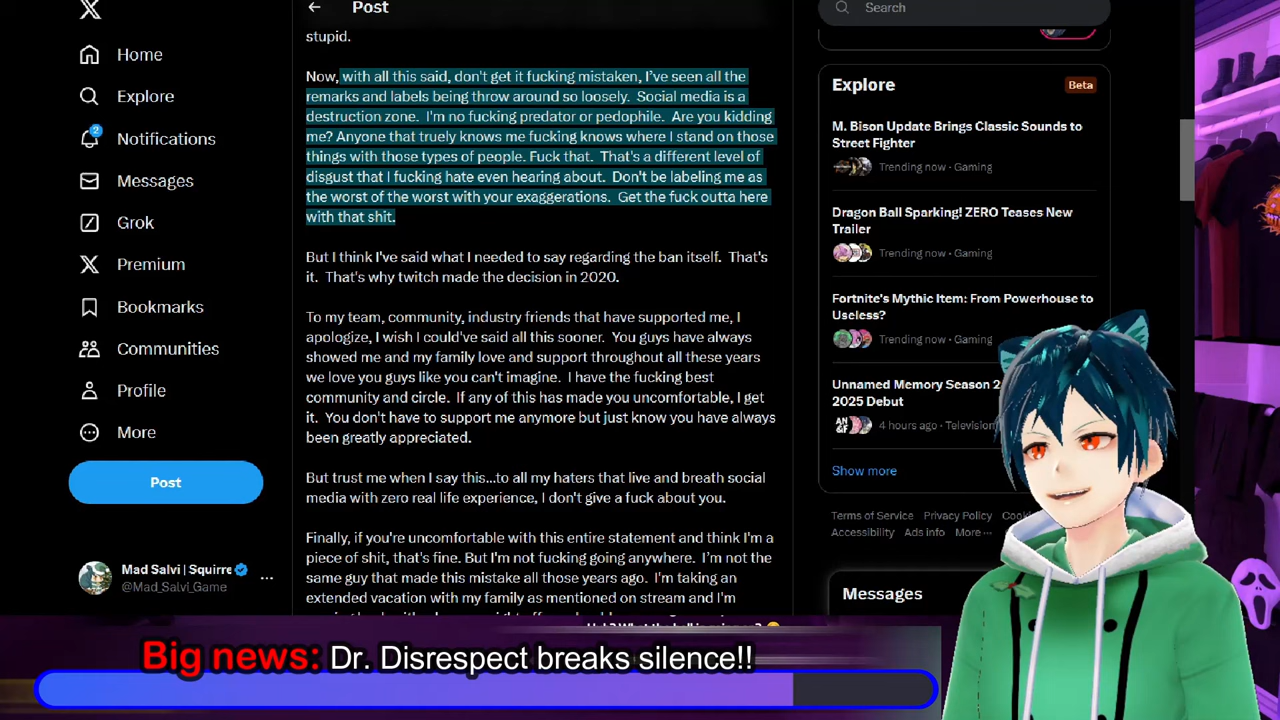 Post
Search
stupid.
Home
Explore
Notifications
2
Messages
Grok
Premium
Bookmarks
Communities
Profile
More
Post
Mad Salvi | Squirre
@Mad_Salvi_Game
Now, with all this said, don't get it fucking mistaken, I've seen all the
remarks and labels being throw around so loosely. Social media is a
destruction zone. I'm no fucking predator or pedophile. Are you kidding
me? Anyone that truely knows me fucking knows where I stand on those
things with those types of people. Fuck that. That's a different level of
disgust that I fucking hate even hearing about. Don't be labeling me as
the worst of the worst with your exaggerations. Get the fuck outta here
with that shit.
But I think I've said what I needed to say regarding the ban itself. That's
it. That's why twitch made the decision in 2020.
To my team, community, industry friends that have supported me, I
apologize, I wish I could've said all this sooner. You guys have always
showed me and my family love and support throughout all these years
we love you guys like you can't imagine. I have the fucking best
community and circle. If any of this has made you uncomfortable, I get
it. You don't have to support me anymore but just know you have always
been greatly appreciated.
But trust me when I say this...to all my haters that live and breath social
media with zero real life experience, I don't give a fuck about you.
Finally, if you're uncomfortable with this entire statement and think I'm a
piece of shit, that's fine. But I'm not fucking going anywhere. I'm not the
same guy that made this mistake all those years ago. I'm taking an
extended vacation with my family as mentioned on stream and I'm
Explore
Beta
M. Bison Update Brings Classic Sounds to
Street Fighter
Trending now · Gaming
Dragon Ball Sparking! ZERO Teases New
Trailer
Trending now · Gaming
Fortnite's Mythic Item: From Powerhouse to
Useless?
Trending now · Gaming
Unnamed Memory Season 2
2025 Debut
4 hours ago · Television
Show more
Terms of Service Privacy Policy
Accessibility Ads info More
Messages
Big news: Dr. Disrespect breaks silence!!